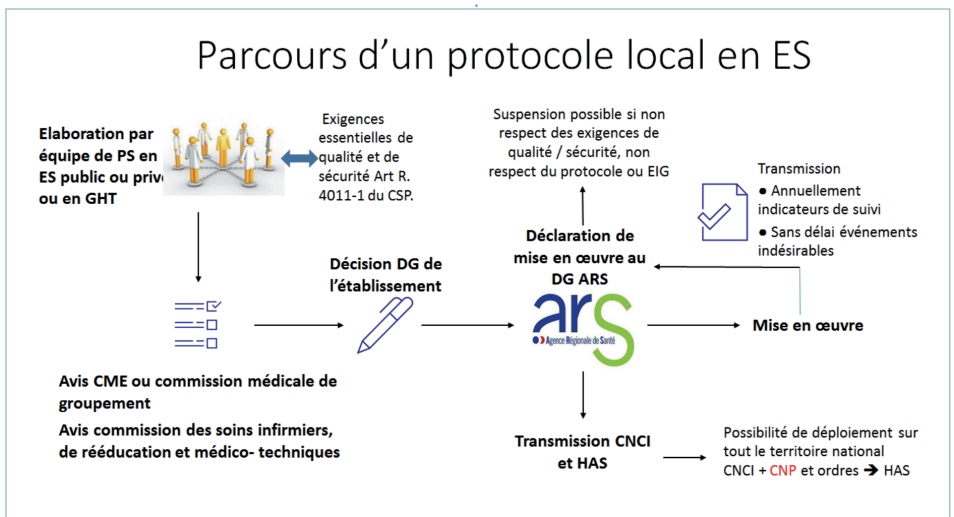 Parcours d'un protocole local en ES
Elaboration par
équipe de PS en
ES public ou privé
ou en GHT
Exigences
essentielles de
qualité et de
sécurité Art R.
4011-1 du CSP.
Suspension possible si non
respect des exigences de
qualité / sécurité, non
respect du protocole ou EIG
Transmission
● Annuellement
indicateurs de suivi
● Sans délai événements
indésirables
Décision DG de
l'établissement
Déclaration de
mise en œuvre au
DG ARS
ars
Agence Régionale de Santé
Mise en œuvre
Avis CME ou commission médicale de
groupement
Avis commission des soins infirmiers,
de rééducation et médico- techniques
Transmission CNCI
et HAS
Possibilité de déploiement sur
tout le territoire national
CNCI + CNP et ordres ➔ HAS